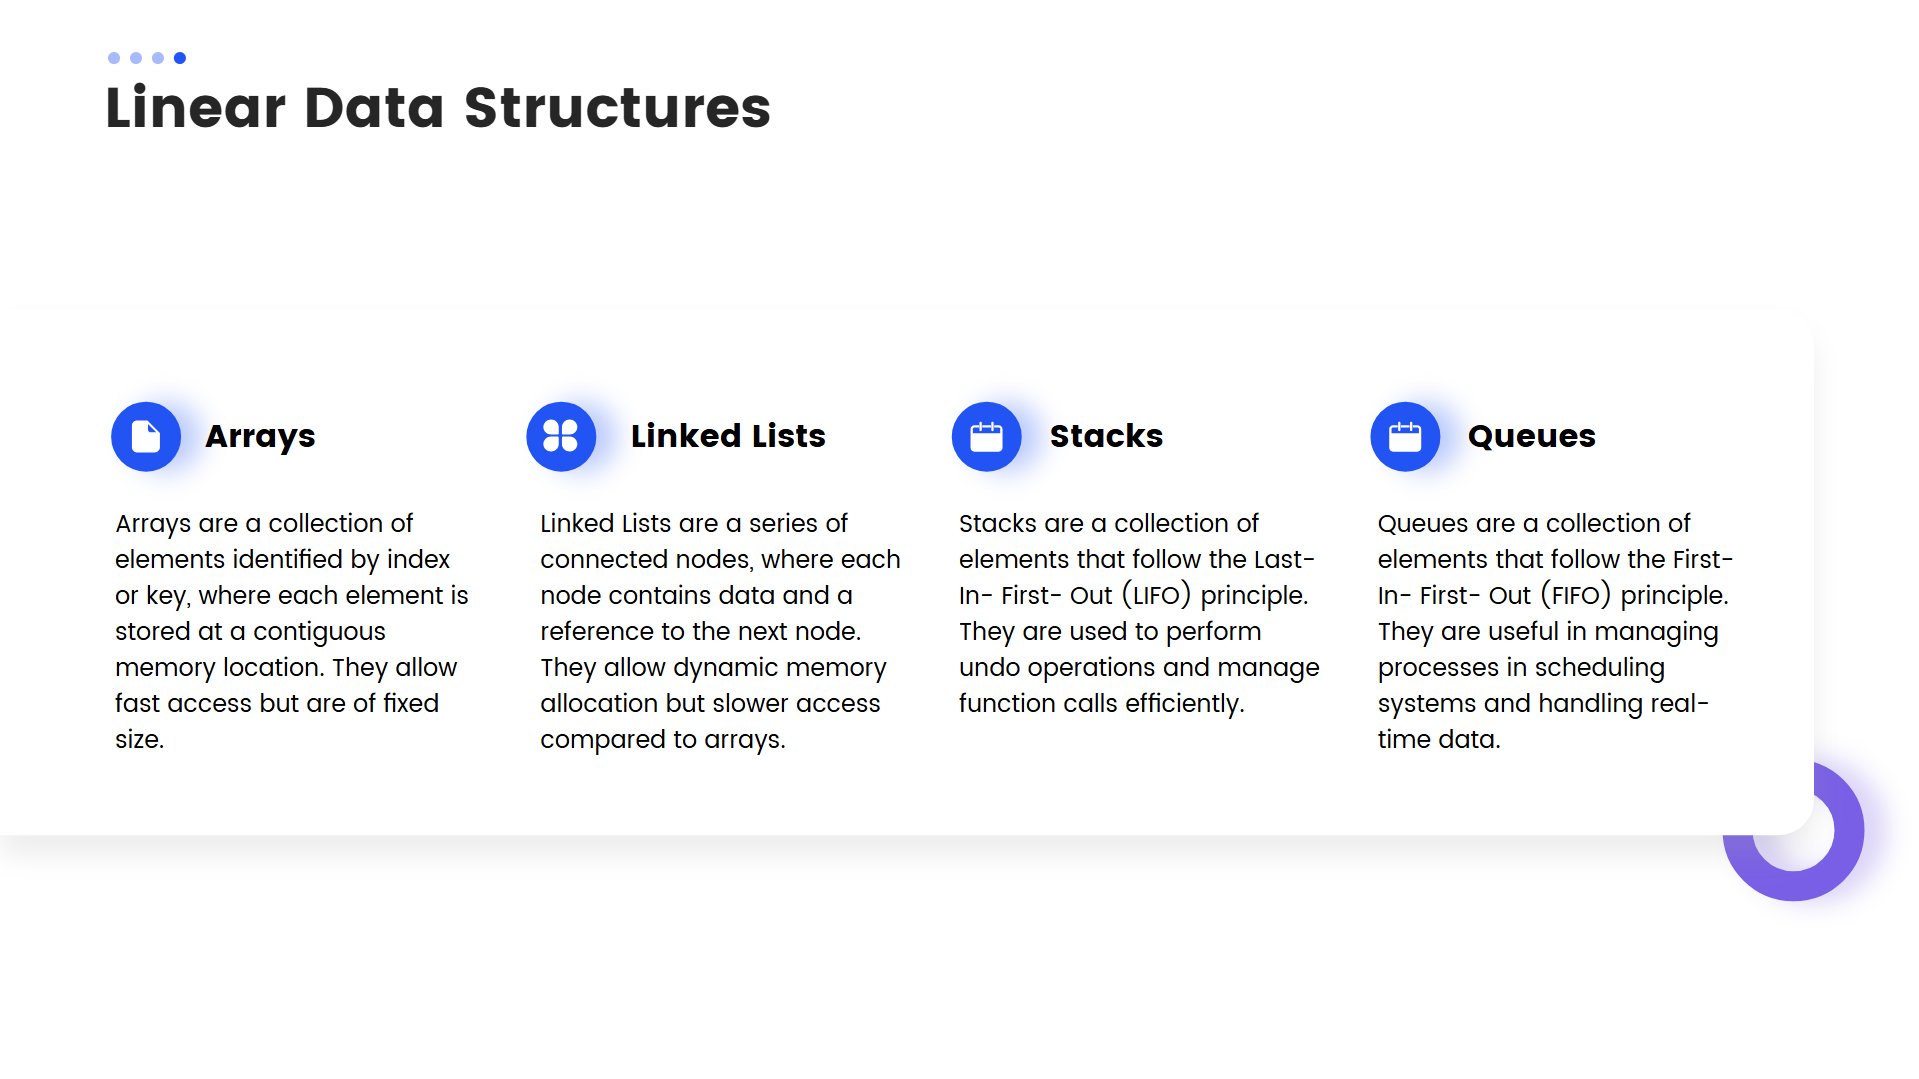 Linear Data Structures
Arrays
Arrays are a collection of
elements identified by index
or key, where each element is
stored at a contiguous
memory location. They allow
fast access but are of fixed
size.
Linked Lists
Linked Lists are a series of
connected nodes, where each
node contains data and a
reference to the next node.
They allow dynamic memory
allocation but slower access
compared to arrays.
Stacks
Stacks are a collection of
elements that follow the Last-
In- First- Out (LIFO) principle.
They are used to perform
undo operations and manage
function calls efficiently.
Queues
Queues are a collection of
elements that follow the First-
In- First- Out (FIFO) principle.
They are useful in managing
processes in scheduling
systems and handling real-
time data.